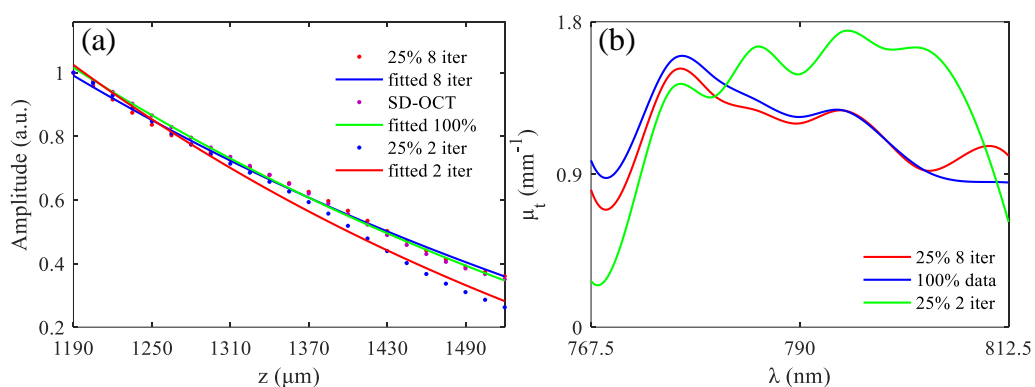 (a)
25% 8 iter
fitted 8 iter
SD-OCT
fitted 100%
25% 2 iter
fitted 2 iter
Amplitude (a.u.)
1
0.8
0.6
0.4
0.2
1190 1250 1310 1370 1430 1490
z (μm)
(b)
1.8
0.9
0
μt (mm-1)
25% 8 iter
100% data
25% 2 iter
767.5 790 812.5
λ (nm)